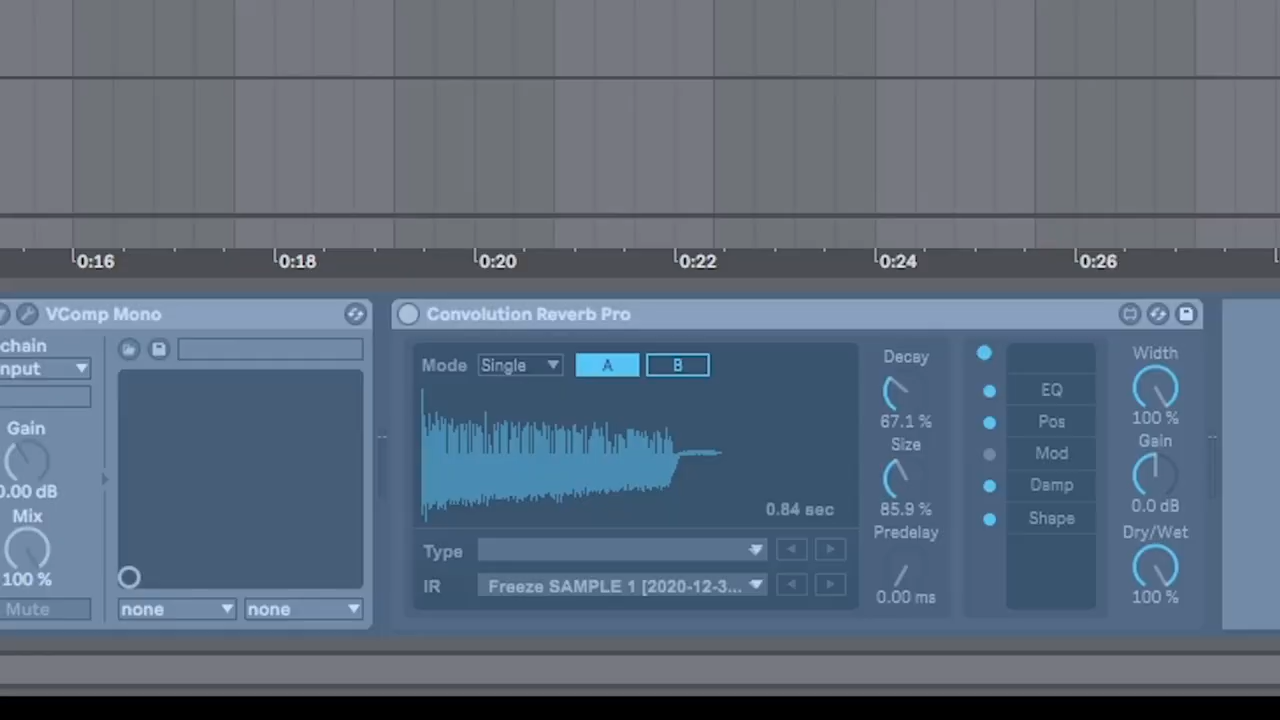 0:16 0:18 0:20 0:22 0:24 0:26
VComp Mono
chain
nput
Gain
0.00 dB
Mix
100 %
Mute
none none
Convolution Reverb Pro
Mode Single A B
0.84 sec
Type
IR Freeze SAMPLE 1 [2020-12-3...
Decay
67.1 %
Size
85.9 %
Predelay
0.00 ms
EQ
Pos
Mod
Damp
Shape
Width
100 %
Gain
0.0 dB
Dry/Wet
100 %